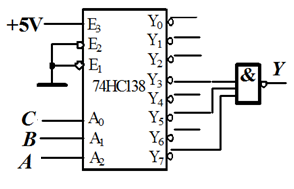 +5V E₃ Y₀
Y₁
E₂ Y₂
E₁ Y₃ & Y
74HC138
Y₄
C A₀ Y₅
B A₁ Y₆
A A₂ Y₇